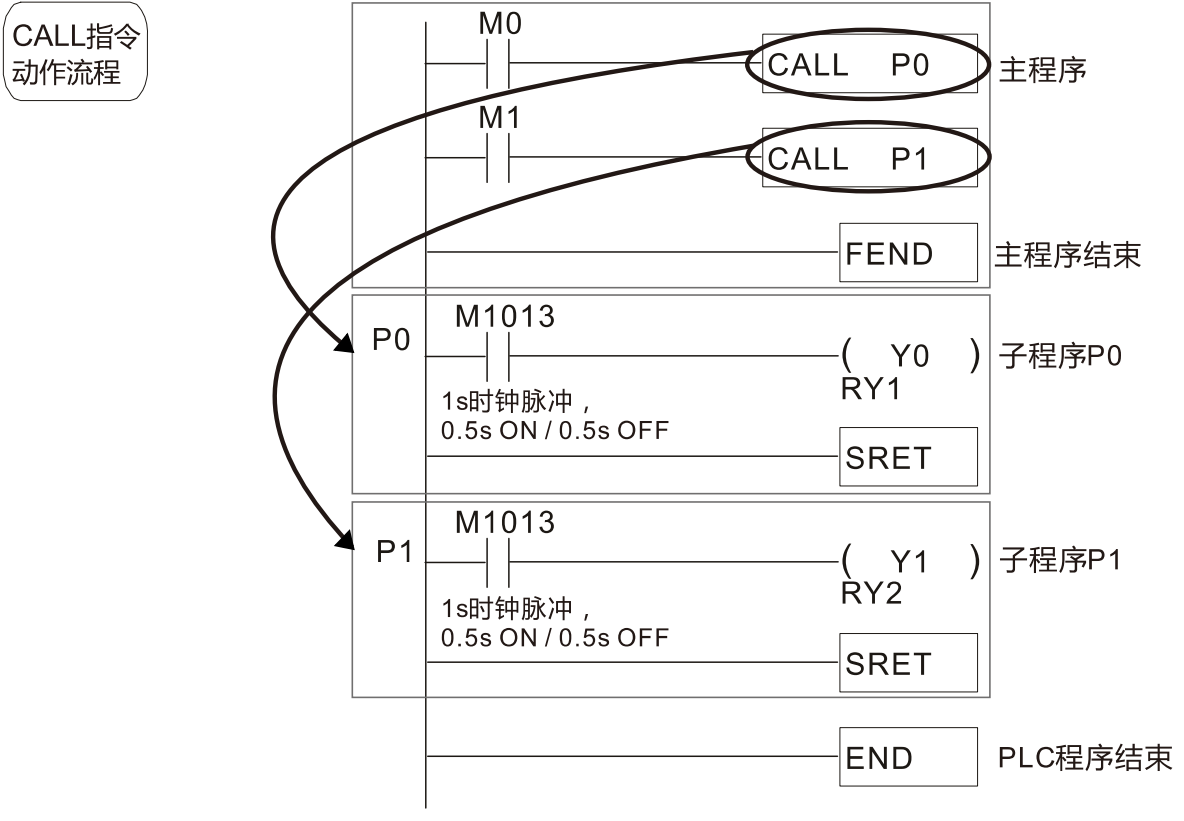 CALL指令
动作流程
M0
CALL P0
主程序
M1
CALL P1
FEND
主程序结束
P0
M1013
( Y0 )
子程序P0
RY1
1s时钟脉冲，
0.5s ON / 0.5s OFF
SRET
P1
M1013
( Y1 )
子程序P1
RY2
1s时钟脉冲，
0.5s ON / 0.5s OFF
SRET
END
PLC程序结束